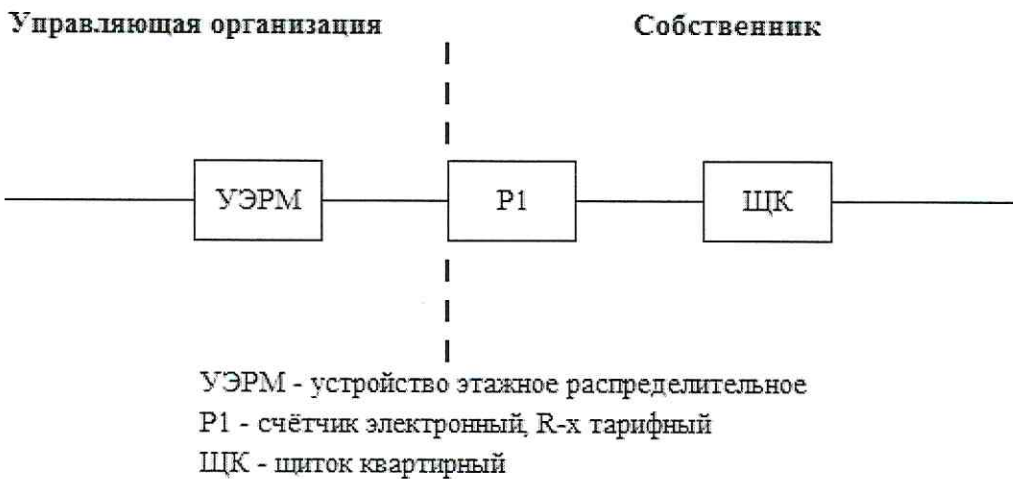 Управляющая организация
Собственник
УЭРМ
Р1
ЩК
УЭРМ - устройство этажное распределительное
Р1 - счётчик электронный, R-х тарифный
ЩК - щиток квартирный